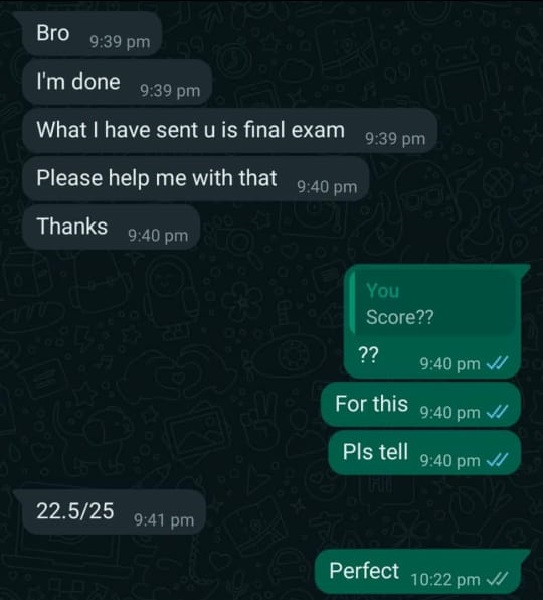 Bro 9:39 pm
I'm done 9:39 pm
What I have sent u is final exam 9:39 pm
Please help me with that 9:40 pm
Thanks 9:40 pm
You
Score??
?? 9:40 pm
For this 9:40 pm
Pls tell 9:40 pm
22.5/25 9:41 pm
Perfect 10:22 pm